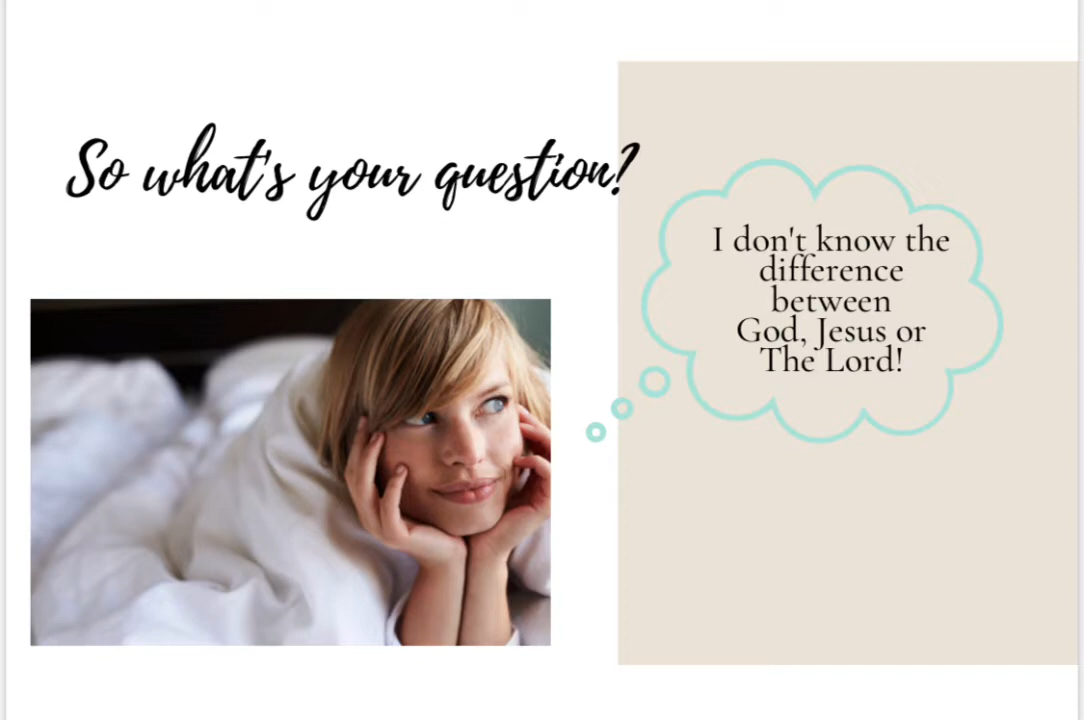 So what's your question?
I don't know the
difference
between
God, Jesus or
The Lord!